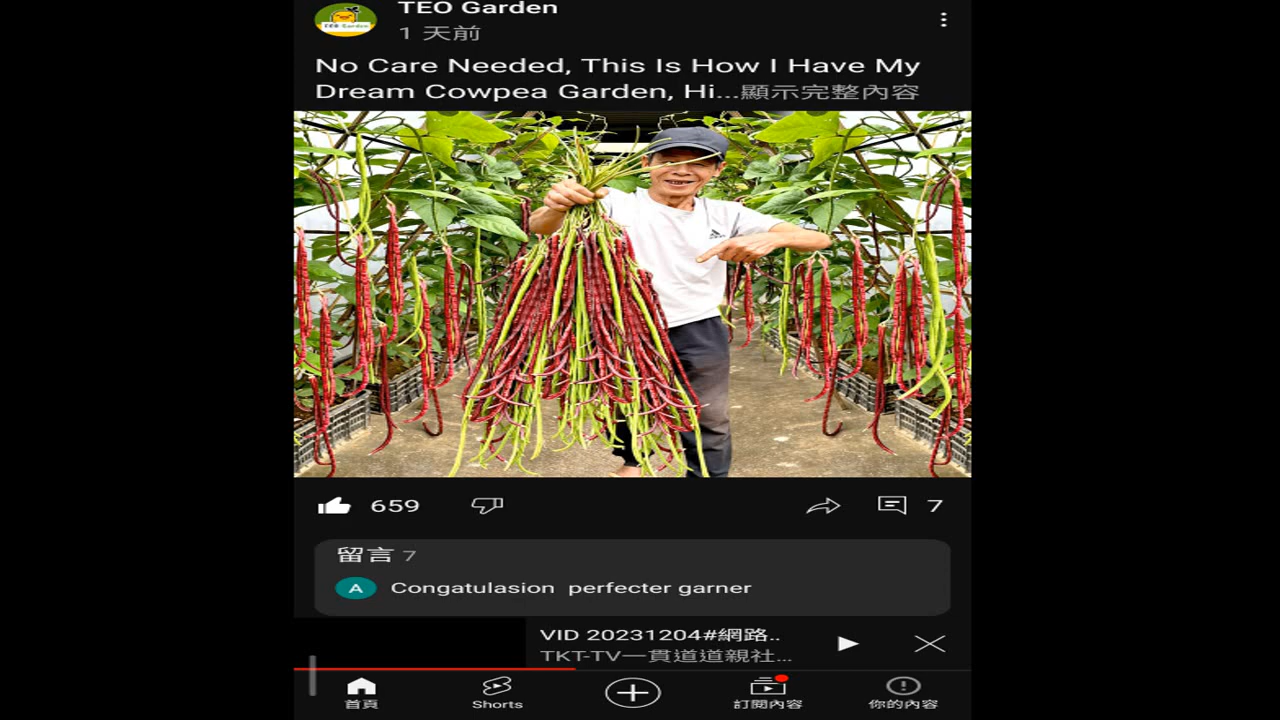 TEO Garden
TEO Garden
1 天前
No Care Needed, This Is How I Have My
Dream Cowpea Garden, Hi...顯示完整內容
659
7
留言 7
A Congatulasion perfecter garner
VID 20231204#網路..
TKT-TV一貫道道親社...
首頁
Shorts
訂閱內容
你的內容